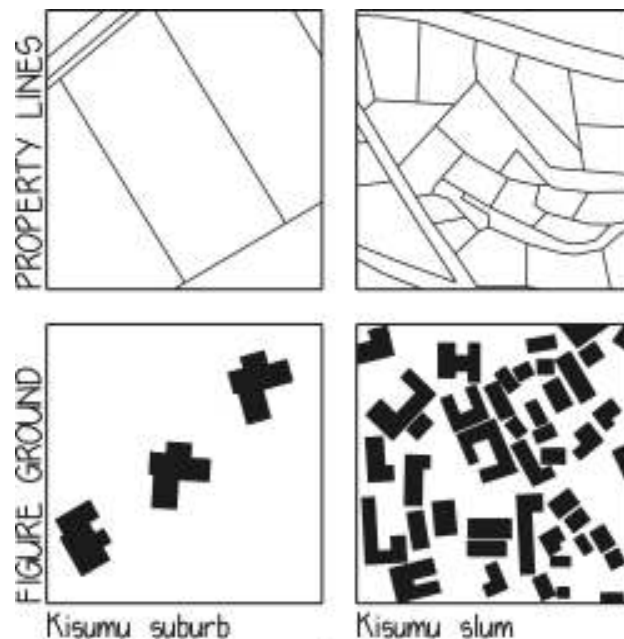 PROPERTY LINES
FIGURE GROUND
Kisumu suburb
Kisumu slum